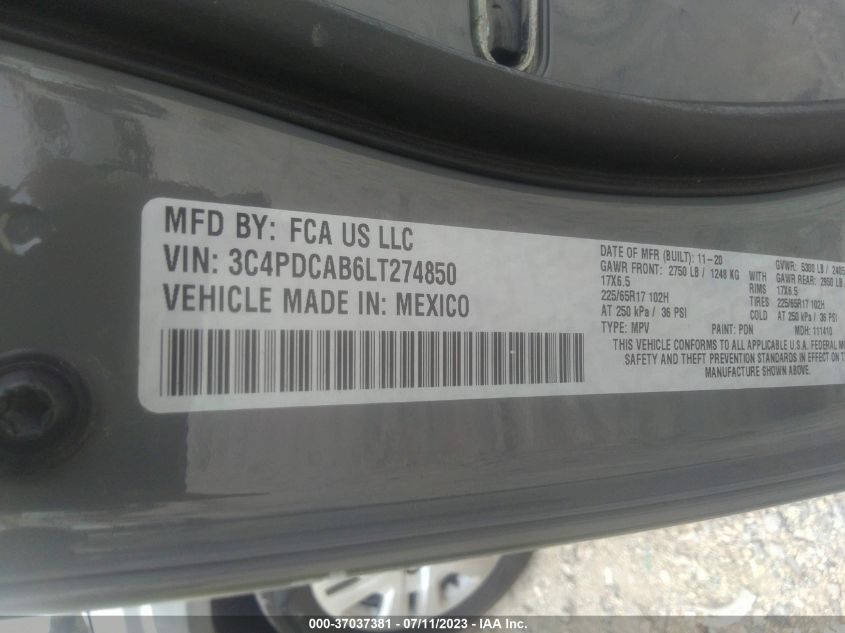 MFD BY: FCA US LLC
VIN: 3C4PDCAB6LT274850
VEHICLE MADE IN: MEXICO
DATE OF MFR (BUILT): 11-20
GVWR: 5300 LB /
GAWR FRONT: 2750 LB / 1248 KG WITH GAWR REAR: 2950 LB
17X6.5 RIMS 17X6.5
225/65R17 102H TIRES 225/65R17 102H
AT 250 kPa / 36 PSI COLD AT 250 kPa / 36 PSI
TYPE: MPV PAINT: PDN MDH: 111410
THIS VEHICLE CONFORMS TO ALL APPLICABLE U.S.A. FEDERAL
SAFETY AND THEFT PREVENTION STANDARDS IN EFFECT ON
MANUFACTURE SHOWN ABOVE.
000-37037381 - 07/11/2023 - IAAI Inc.